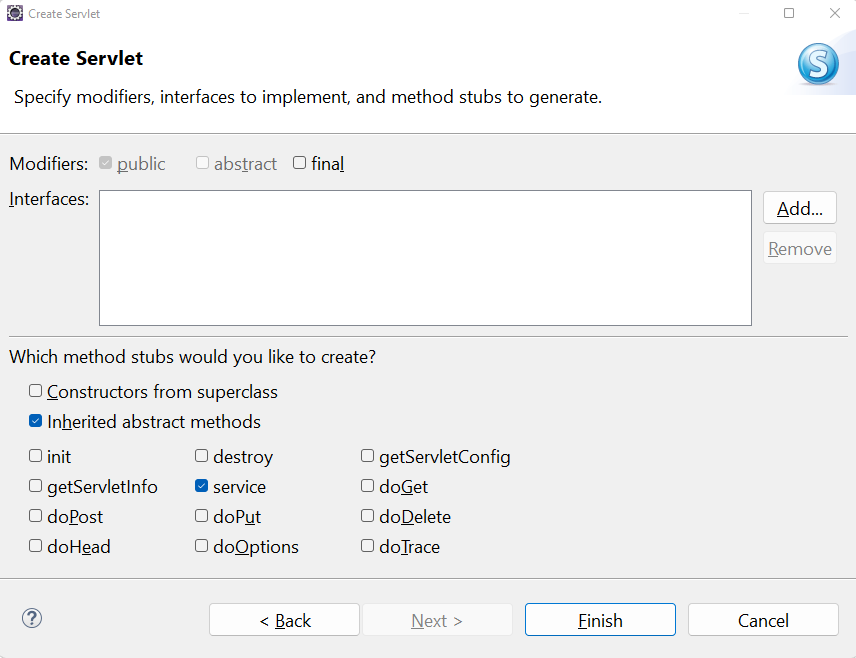 Create Servlet
Create Servlet
Specify modifiers, interfaces to implement, and method stubs to generate.
Modifiers: public abstract final
Interfaces:
Add...
Remove
Which method stubs would you like to create?
Constructors from superclass
Inherited abstract methods
init destroy getServletConfig
getServletInfo service doGet
doPost doPut doDelete
doHead doOptions doTrace
? < Back Next > Finish Cancel